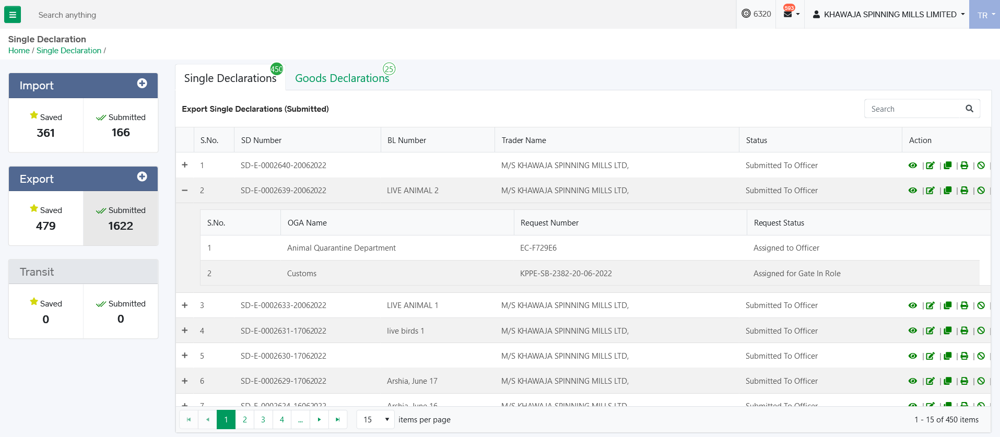 Search anything
6320
593
KHAWAJA SPINNING MILLS LIMITED
TR
Single Declaration
Home / Single Declaration /
Import
Saved
361
Submitted
166
Export
Saved
479
Submitted
1622
Transit
Saved
0
Submitted
0
Single Declarations 450
Goods Declarations 25
Export Single Declarations (Submitted)
Search
S.No. SD Number BL Number Trader Name Status Action
+ 1 SD-E-0002640-20062022 M/S KHAWAJA SPINNING MILLS LTD, Submitted To Officer | | | | |
− 2 SD-E-0002639-20062022 LIVE ANIMAL 2 M/S KHAWAJA SPINNING MILLS LTD, Submitted To Officer | | | | |
S.No. OGA Name Request Number Request Status
1 Animal Quarantine Department EC-F729E6 Assigned to Officer
2 Customs KPPE-SB-2382-20-06-2022 Assigned for Gate In Role
+ 3 SD-E-0002633-20062022 LIVE ANIMAL 1 M/S KHAWAJA SPINNING MILLS LTD, Submitted To Officer | | | | |
+ 4 SD-E-0002631-17062022 live birds 1 M/S KHAWAJA SPINNING MILLS LTD, Submitted To Officer | | | | |
+ 5 SD-E-0002630-17062022 M/S KHAWAJA SPINNING MILLS LTD, Submitted To Officer | | | | |
+ 6 SD-E-0002629-17062022 Arshia, June 17 M/S KHAWAJA SPINNING MILLS LTD, Submitted To Officer | | | | |
+ 7 SD-E-0002624-16062022 Arshia, June 16 M/S KHAWAJA SPINNING MILLS LTD, Submitted To Officer
1 2 3 4 ... 15 items per page 1 - 15 of 450 items